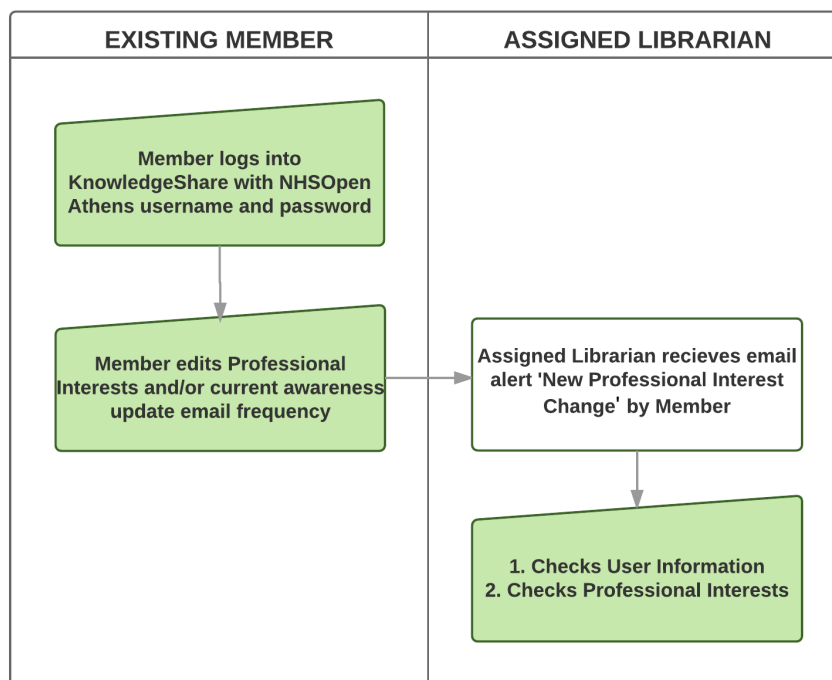 EXISTING MEMBER
ASSIGNED LIBRARIAN
Member logs into
KnowledgeShare with NHSOpen
Athens username and password
Member edits Professional
Interests and/or current awareness
update email frequency
Assigned Librarian recieves email
alert 'New Professional Interest
Change' by Member
1. Checks User Information
2. Checks Professional Interests